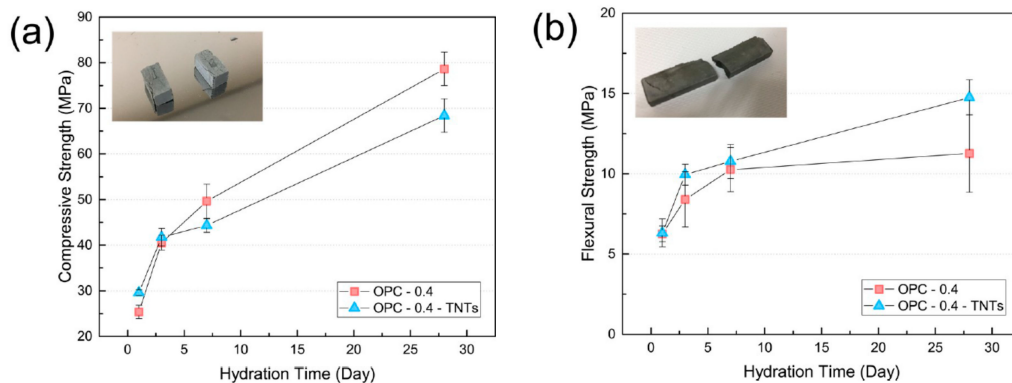 (a)
90
80
70
60
50
40
30
20
Compressive Strength (MPa)
OPC - 0.4
OPC - 0.4 - TNTs
0 5 10 15 20 25 30
Hydration Time (Day)
(b)
20
15
10
5
0
Flexural Strength (MPa)
OPC - 0.4
OPC - 0.4 - TNTs
0 5 10 15 20 25 30
Hydration Time (Day)